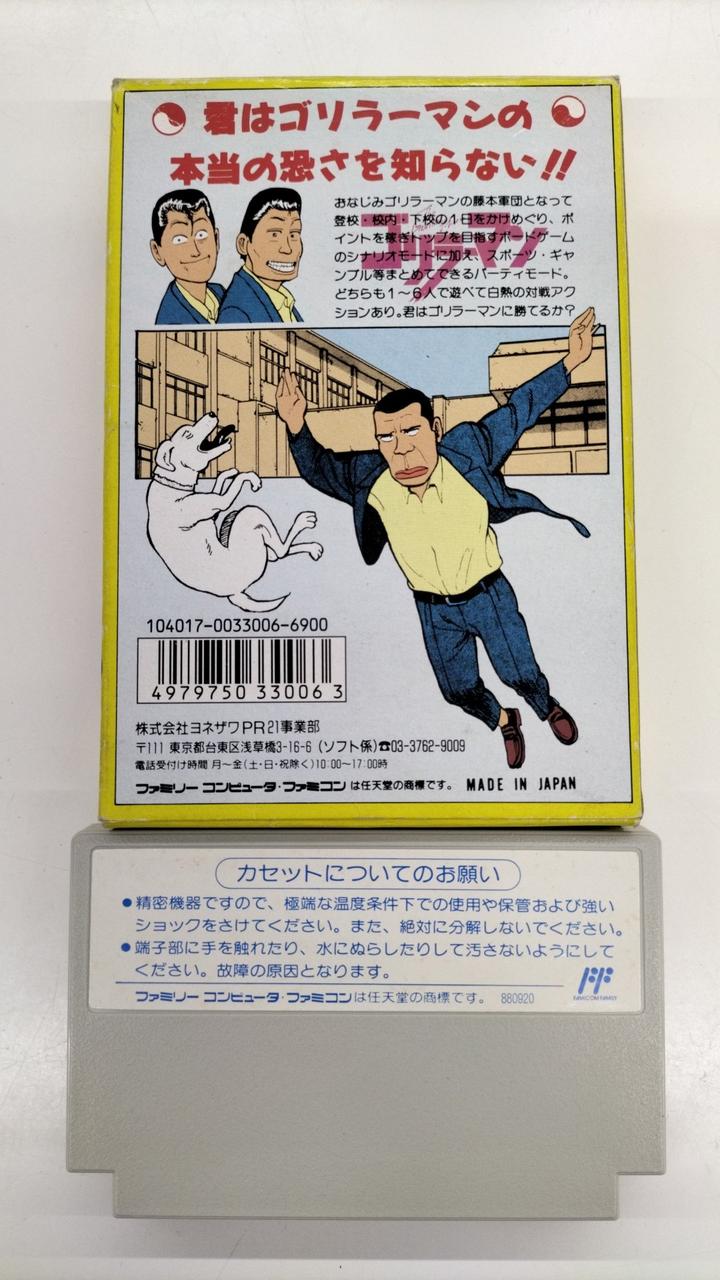 君はゴリラーマンの
本当の恐さを知らない!!
おなじみゴリラーマンの藤本軍団となって
登校・校内・下校の1日をかけめぐり、ポ
イントを稼ぎトップを目指すボードゲーム
のシナリオモードに加え、スポーツ・ギャ
ンブル等まとめてできるパーティモード。
どちらも1~6人で遊べて白熱の対戦アク
ションあり。君はゴリラーマンに勝てるか?
ゴリラーマン
104017-0033006-6900
4979750 33006 3
株式会社ヨネザワPR21事業部
〒111 東京都台東区浅草橋3-16-6 (ソフト係)☎03-3762-9009
電話受付け時間 月~金(土・日・祝除く)10:00~17:00時
ファミリー コンピュータ・ファミコン は任天堂の商標です。 MADE IN JAPAN
カセットについてのお願い
●精密機器ですので、極端な温度条件下での使用や保管および強い
ショックをさけてください。また、絶対に分解しないでください。
●端子部に手を触れたり、水にぬらしたりして汚さないようにして
ください。故障の原因となります。
FAMICOM FAMILY
ファミリー コンピュータ・ファミコンは任天堂の商標です。 880920